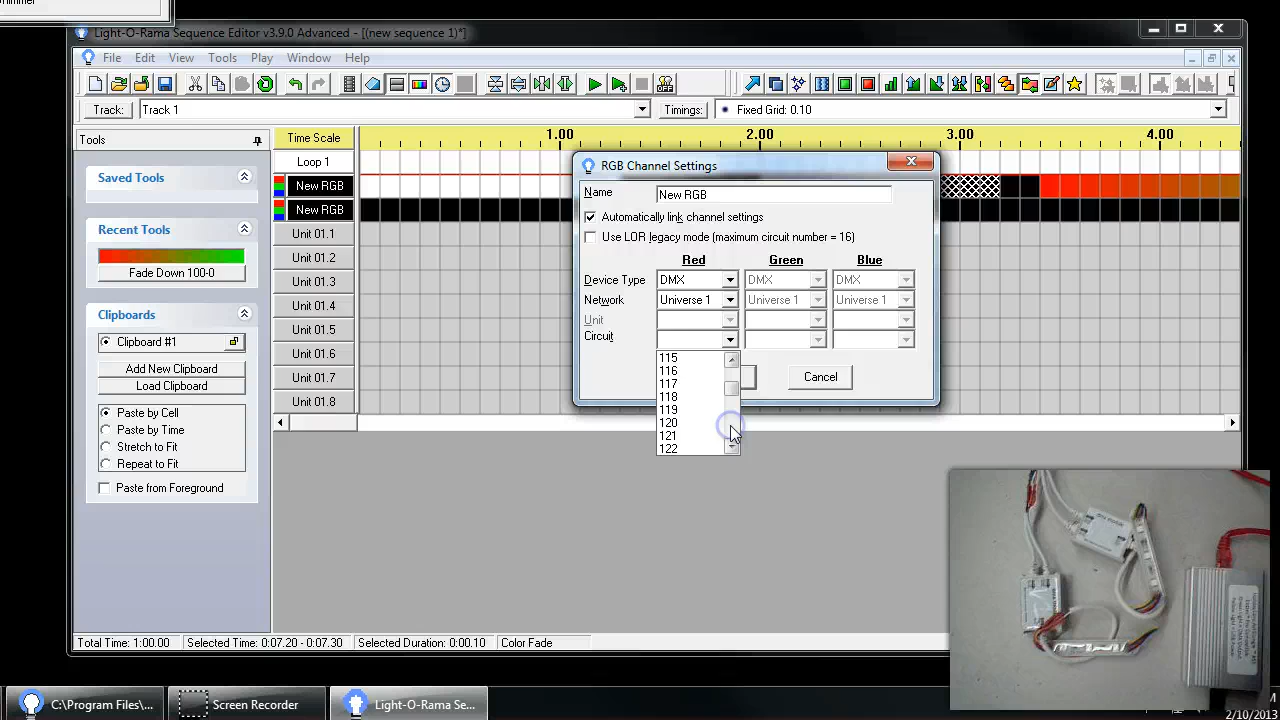 Light-O-Rama Sequence Editor v3.9.0 Advanced - [(new sequence 1)*]
File Edit View Tools Play Window Help
Track: Track 1 Timings: Fixed Grid: 0.10
Tools
Time Scale 1.00 2.00 3.00 4.00
Loop 1
New RGB
New RGB
Unit 01.1
Unit 01.2
Unit 01.3
Unit 01.4
Unit 01.5
Unit 01.6
Unit 01.7
Unit 01.8
Saved Tools
Recent Tools
Fade Down 100-0
Clipboards
Clipboard #1
Add New Clipboard
Load Clipboard
Paste by Cell
Paste by Time
Stretch to Fit
Repeat to Fit
Paste from Foreground
RGB Channel Settings
Name New RGB
Automatically link channel settings
Use LOR legacy mode (maximum circuit number = 16)
Red Green Blue
Device Type DMX DMX DMX
Network Universe 1 Universe 1 Universe 1
Unit
Circuit
115
116
117
118
119
120
121
122
Cancel
Total Time: 1:00.00 Selected Time: 0:07.20 - 0:07.30 Selected Duration: 0:00.10 Color Fade
C:\Program Files\... Screen Recorder Light-O-Rama Se...
2/10/2013